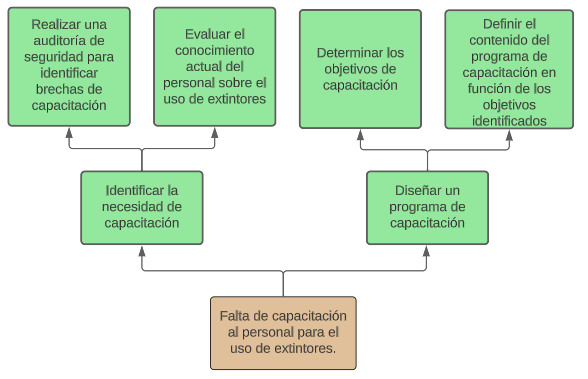 Realizar una
auditoría de
seguridad para
identificar
brechas de
capacitación
Evaluar el
conocimiento
actual del
personal sobre el
uso de extintores
Determinar los
objetivos de
capacitación
Definir el
contenido del
programa de
capacitación en
función de los
objetivos
identificados
Identificar la
necesidad de
capacitación
Diseñar un
programa de
capacitación
Falta de capacitación
al personal para el
uso de extintores.